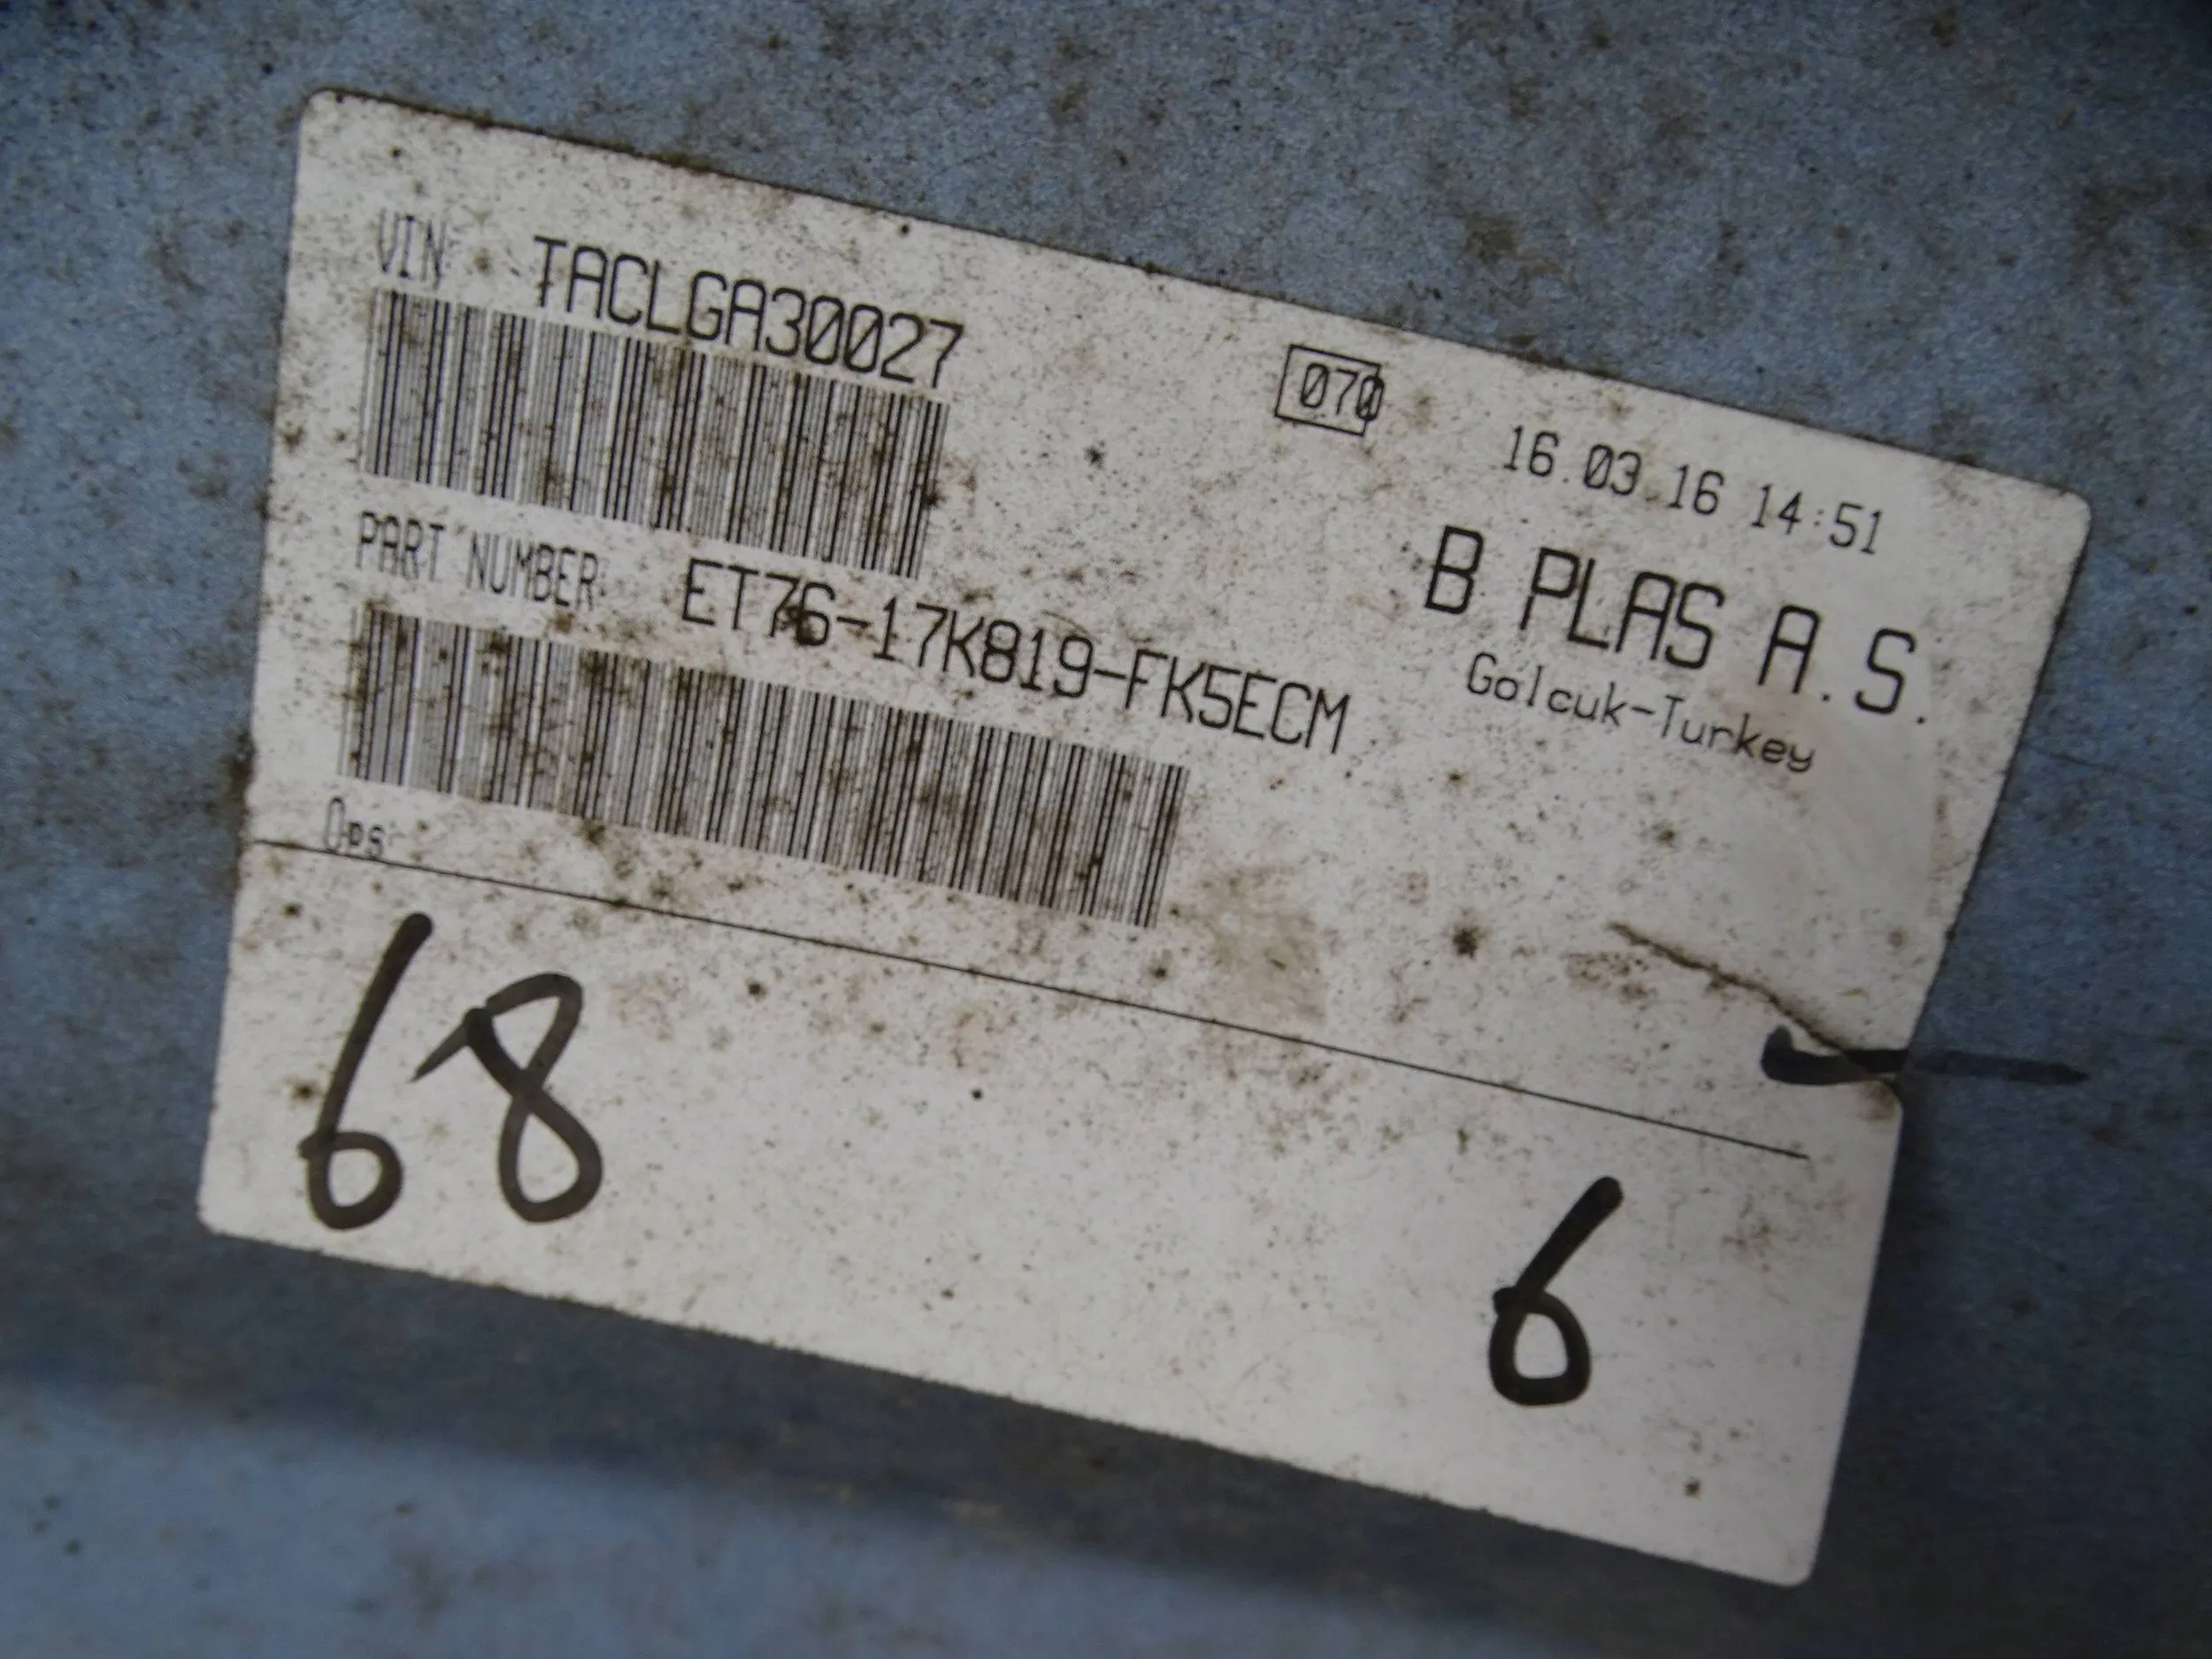 VIN: TACLGA30027
070
16.03.16 14:51
PART NUMBER: ET76-17K819-FK5ECM
B PLAS A.S.
Golcuk-Turkey
Ops:
68
6